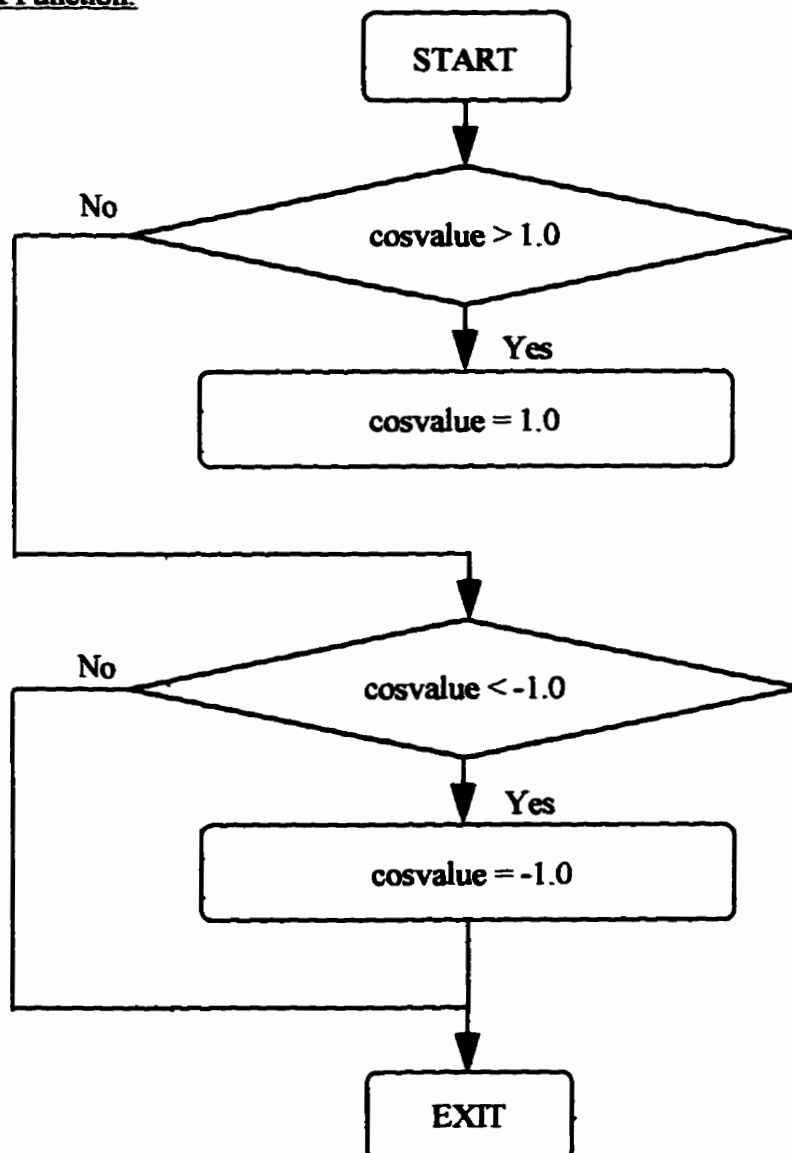 Function:
START
No
cosvalue > 1.0
Yes
cosvalue = 1.0
No
cosvalue < -1.0
Yes
cosvalue = -1.0
EXIT